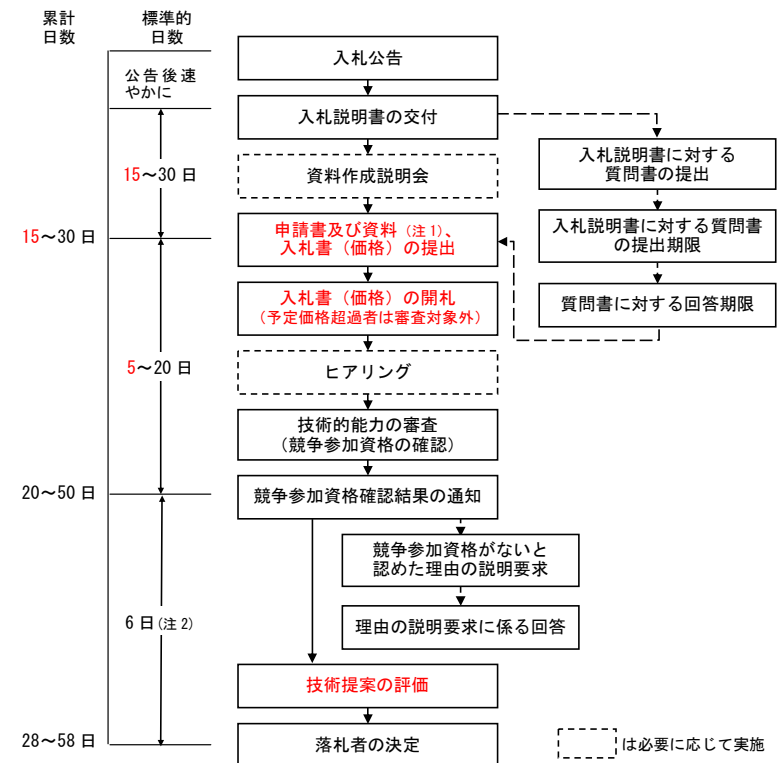 累計
日数
標準的
日数
公告後速
やかに
15～30 日
15～30 日
5～20 日
20～50 日
6 日(注 2)
28～58 日
入札公告
入札説明書の交付
資料作成説明会
申請書及び資料 (注 1)、
入札書（価格）の提出
入札書（価格）の開札
（予定価格超過者は審査対象外）
ヒアリング
技術的能力の審査
（競争参加資格の確認）
競争参加資格確認結果の通知
入札説明書に対する
質問書の提出
入札説明書に対する質問書
の提出期限
質問書に対する回答期限
競争参加資格がないと
認めた理由の説明要求
理由の説明要求に係る回答
技術提案の評価
落札者の決定
は必要に応じて実施